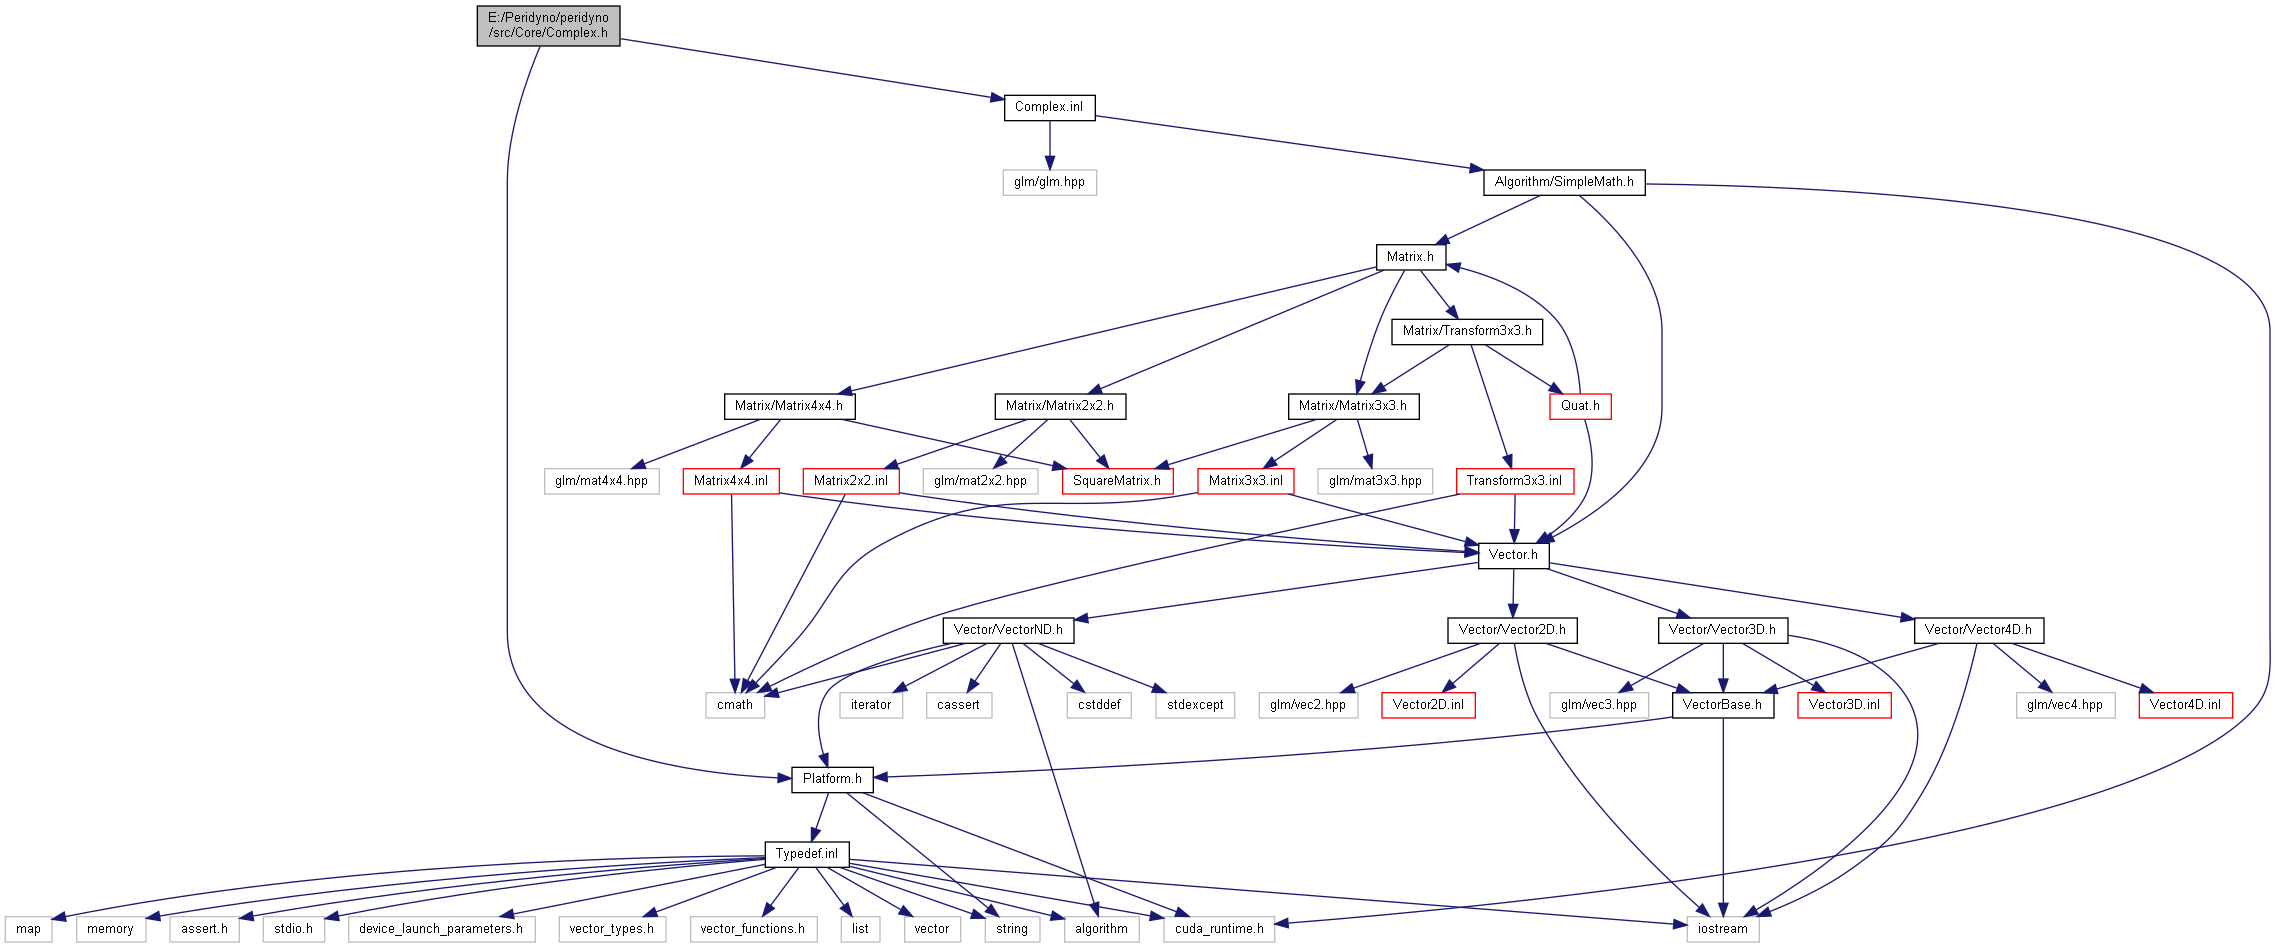 E:/Peridyno/peridyno
/src/Core/Complex.h
Complex.inl
glm/glm.hpp
Algorithm/SimpleMath.h
Matrix.h
Matrix/Transform3x3.h
Matrix/Matrix4x4.h
Matrix/Matrix2x2.h
Matrix/Matrix3x3.h
Quat.h
glm/mat4x4.hpp
Matrix4x4.inl
Matrix2x2.inl
glm/mat2x2.hpp
SquareMatrix.h
Matrix3x3.inl
glm/mat3x3.hpp
Transform3x3.inl
Vector.h
Vector/VectorND.h
Vector/Vector2D.h
Vector/Vector3D.h
Vector/Vector4D.h
cmath
iterator
cassert
cstddef
stdexcept
glm/vec2.hpp
Vector2D.inl
glm/vec3.hpp
VectorBase.h
Vector3D.inl
glm/vec4.hpp
Vector4D.inl
Platform.h
Typedef.inl
map
memory
assert.h
stdio.h
device_launch_parameters.h
vector_types.h
vector_functions.h
list
vector
string
algorithm
cuda_runtime.h
iostream